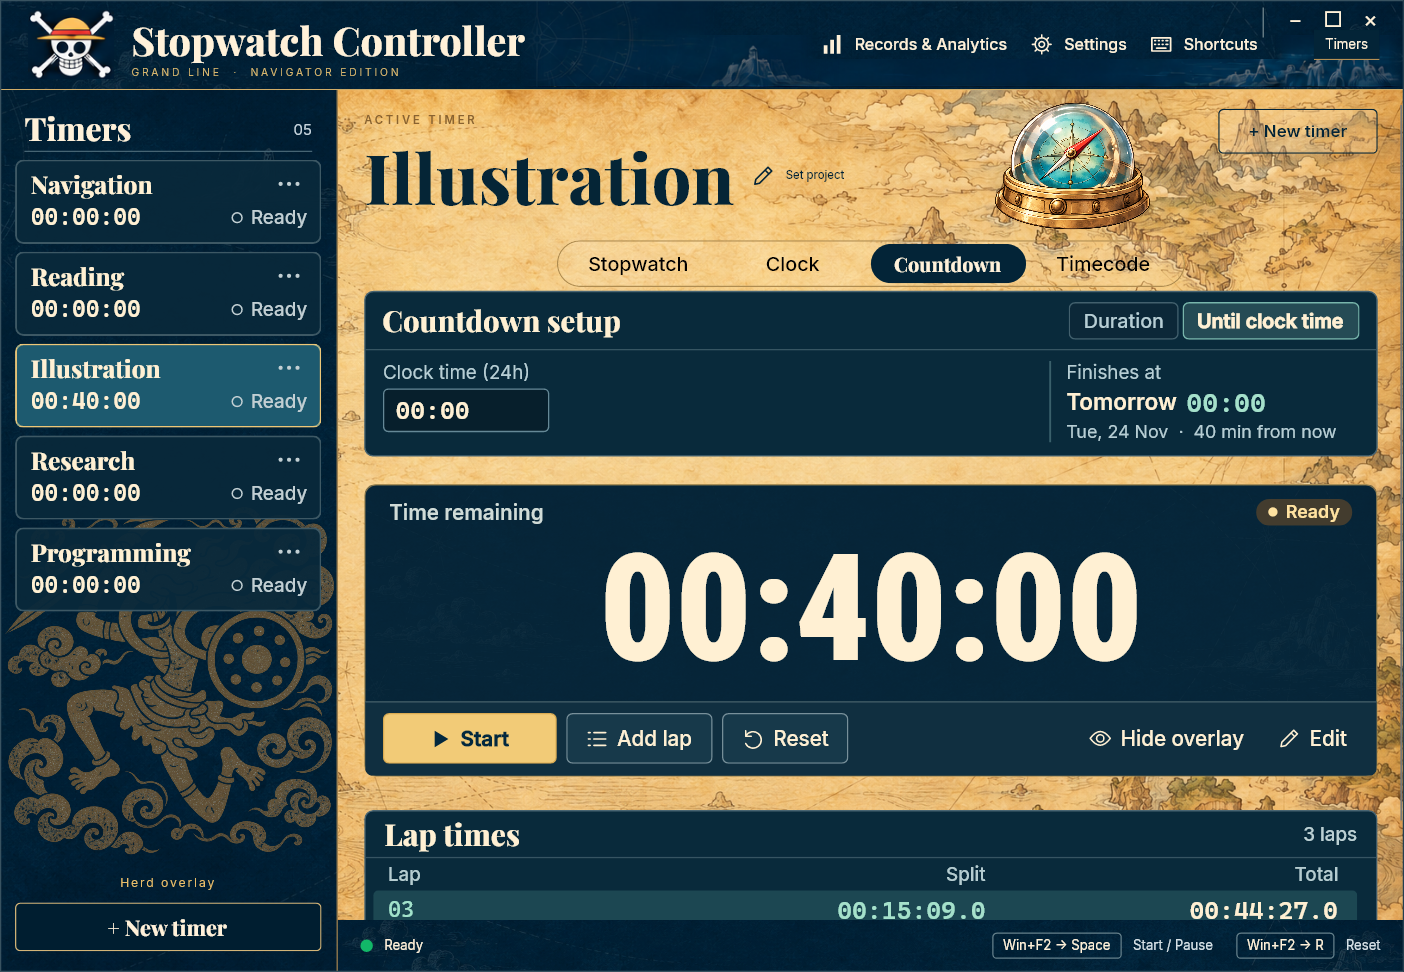 Stopwatch Controller
GRAND LINE · NAVIGATOR EDITION
Records & Analytics
Settings
Shortcuts
Timers
Timers
05
Navigation
00:00:00
Ready
Reading
00:00:00
Ready
Illustration
00:40:00
Ready
Research
00:00:00
Ready
Programming
00:00:00
Ready
Herd overlay
+ New timer
ACTIVE TIMER
Illustration
Set project
+ New timer
Stopwatch
Clock
Countdown
Timecode
Countdown setup
Duration
Until clock time
Clock time (24h)
00:00
Finishes at
Tomorrow 00:00
Tue, 24 Nov · 40 min from now
Time remaining
Ready
00:40:00
Start
Add lap
Reset
Hide overlay
Edit
Lap times
3 laps
Lap
Split
Total
03
00:15:09.0
00:44:27.0
Ready
Win+F2 → Space
Start / Pause
Win+F2 → R
Reset